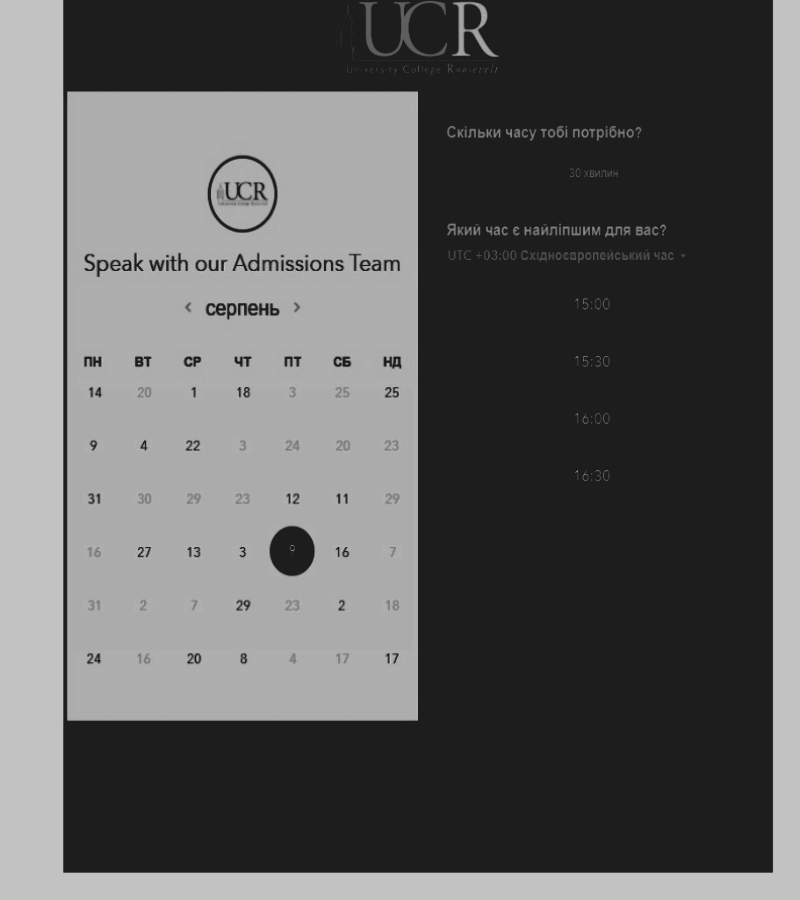 UCR
University College Roosevelt
UCR
Speak with our Admissions Team
‹ серпень ›
ПН ВТ СР ЧТ ПТ СБ НД
14 20 1 18 3 25 25
9 4 22 3 24 20 23
31 30 29 23 12 11 29
16 27 13 3 9 16 7
31 2 7 29 23 2 18
24 16 20 8 4 17 17
Скільки часу тобі потрібно?
30 хвилин
Який час є найліпшим для вас?
UTC +03:00 Східноєвропейський час
15:00
15:30
16:00
16:30